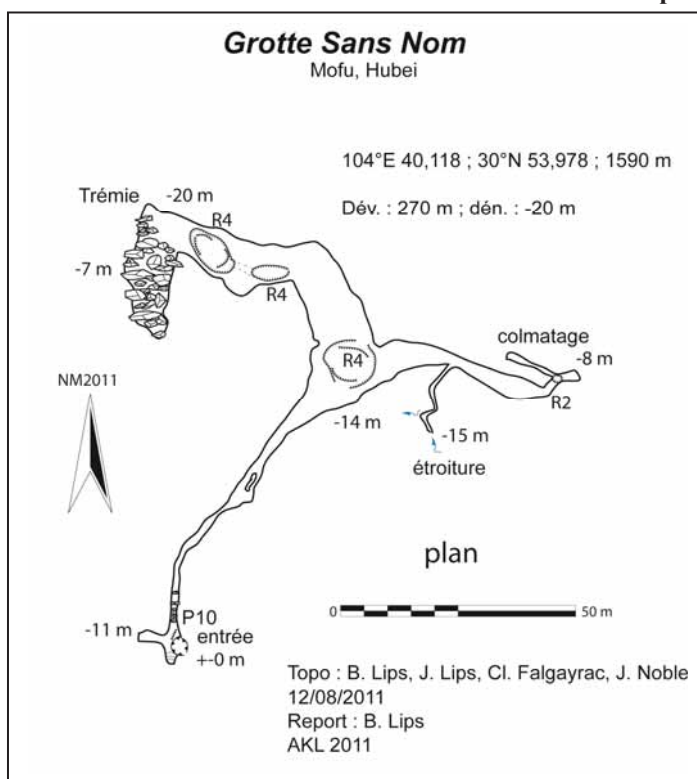 Grotte Sans Nom
Mofu, Hubei
104°E 40,118 ; 30°N 53,978 ; 1590 m
Trémie
-20 m
Dév. : 270 m ; dén. : -20 m
R4
-7 m
R4
colmatage
R4
-8 m
NM2011
R2
-14 m
-15 m
étroiture
plan
0
50 m
P10
-11 m
entrée
+-0 m
Topo : B. Lips, J. Lips, Cl. Falgayrac, J. Noble
12/08/2011
Report : B. Lips
AKL 2011